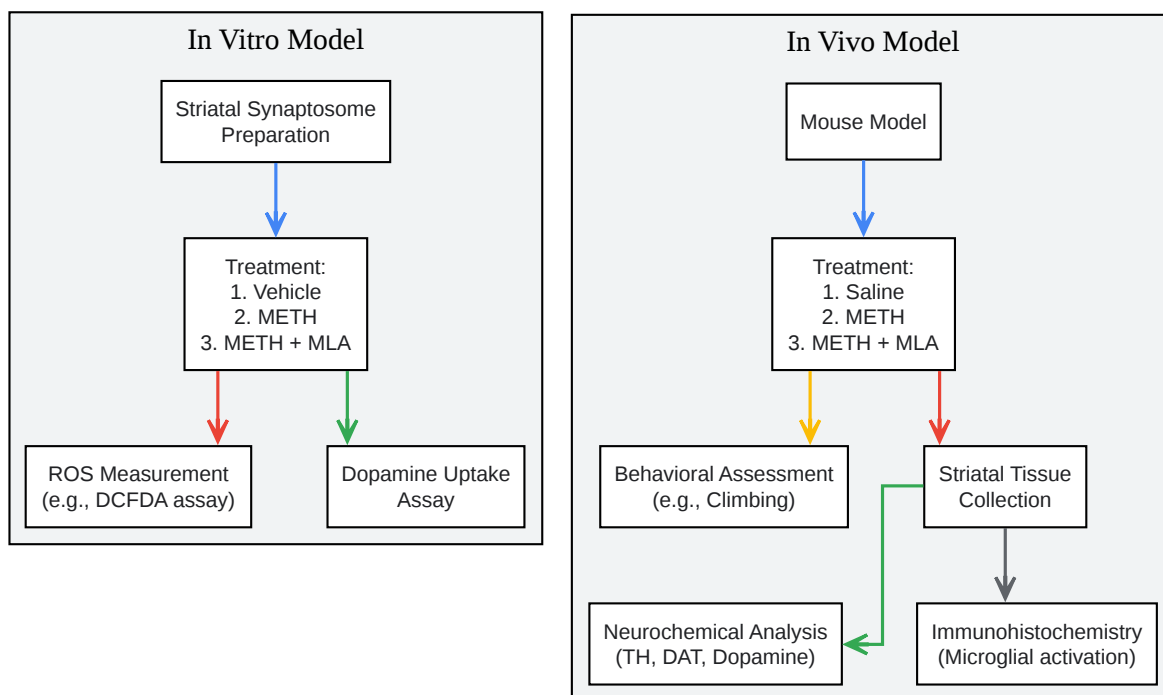 In Vitro Model
Striatal Synaptosome
Preparation
Treatment:
1. Vehicle
2. METH
3. METH + MLA
ROS Measurement
(e.g., DCFDA assay)
Dopamine Uptake
Assay
In Vivo Model
Mouse Model
Treatment:
1. Saline
2. METH
3. METH + MLA
Behavioral Assessment
(e.g., Climbing)
Striatal Tissue
Collection
Neurochemical Analysis
(TH, DAT, Dopamine)
Immunohistochemistry
(Microglial activation)